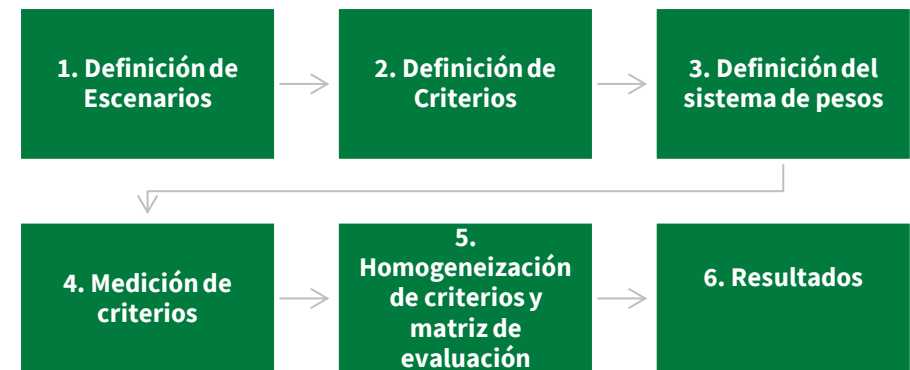 1. Definición de
Escenarios
2. Definición de
Criterios
3. Definición del
sistema de pesos
4. Medición de
criterios
5.
Homogeneización
de criterios y
matriz de
evaluación
6. Resultados